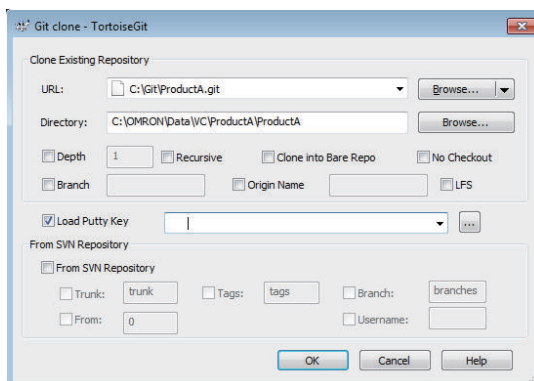 Git clone - TortoiseGit
Clone Existing Repository
URL: C:\Git\ProductA.git Browse...
Directory: C:\OMRON\Data\VC\ProductA\ProductA Browse...
Depth 1 Recursive Clone into Bare Repo No Checkout
Branch Origin Name LFS
Load Putty Key ...
From SVN Repository
From SVN Repository
Trunk: trunk Tags: tags Branch: branches
From: 0 Username:
OK Cancel Help